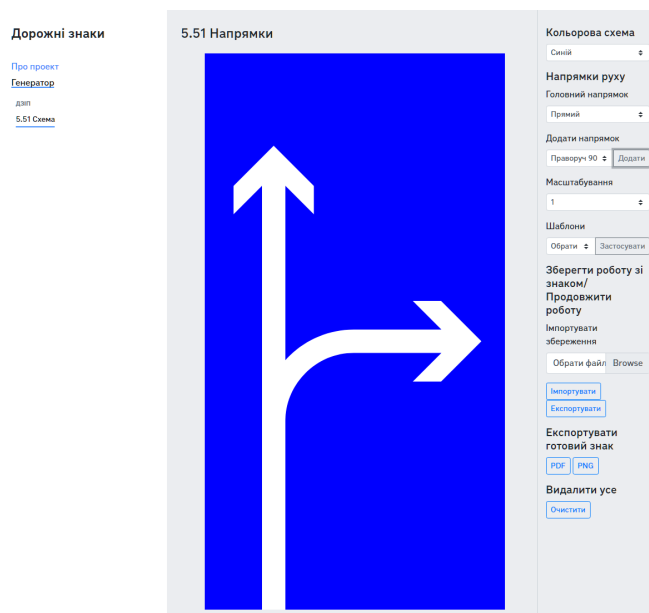 Дорожні знаки
Про проект
Генератор
дзіп
5.51 Схема
5.51 Напрямки
Кольорова схема
Синій
Напрямки руху
Головний напрямок
Прямий
Додати напрямок
Праворуч 90 Додати
Масштабування
1
Шаблони
Обрати Застосувати
Зберегти роботу зі
знаком/
Продовжити
роботу
Імпортувати
збереження
Обрати файл Browse
Імпортувати
Експортувати
Експортувати
готовий знак
PDF PNG
Видалити усе
Очистити